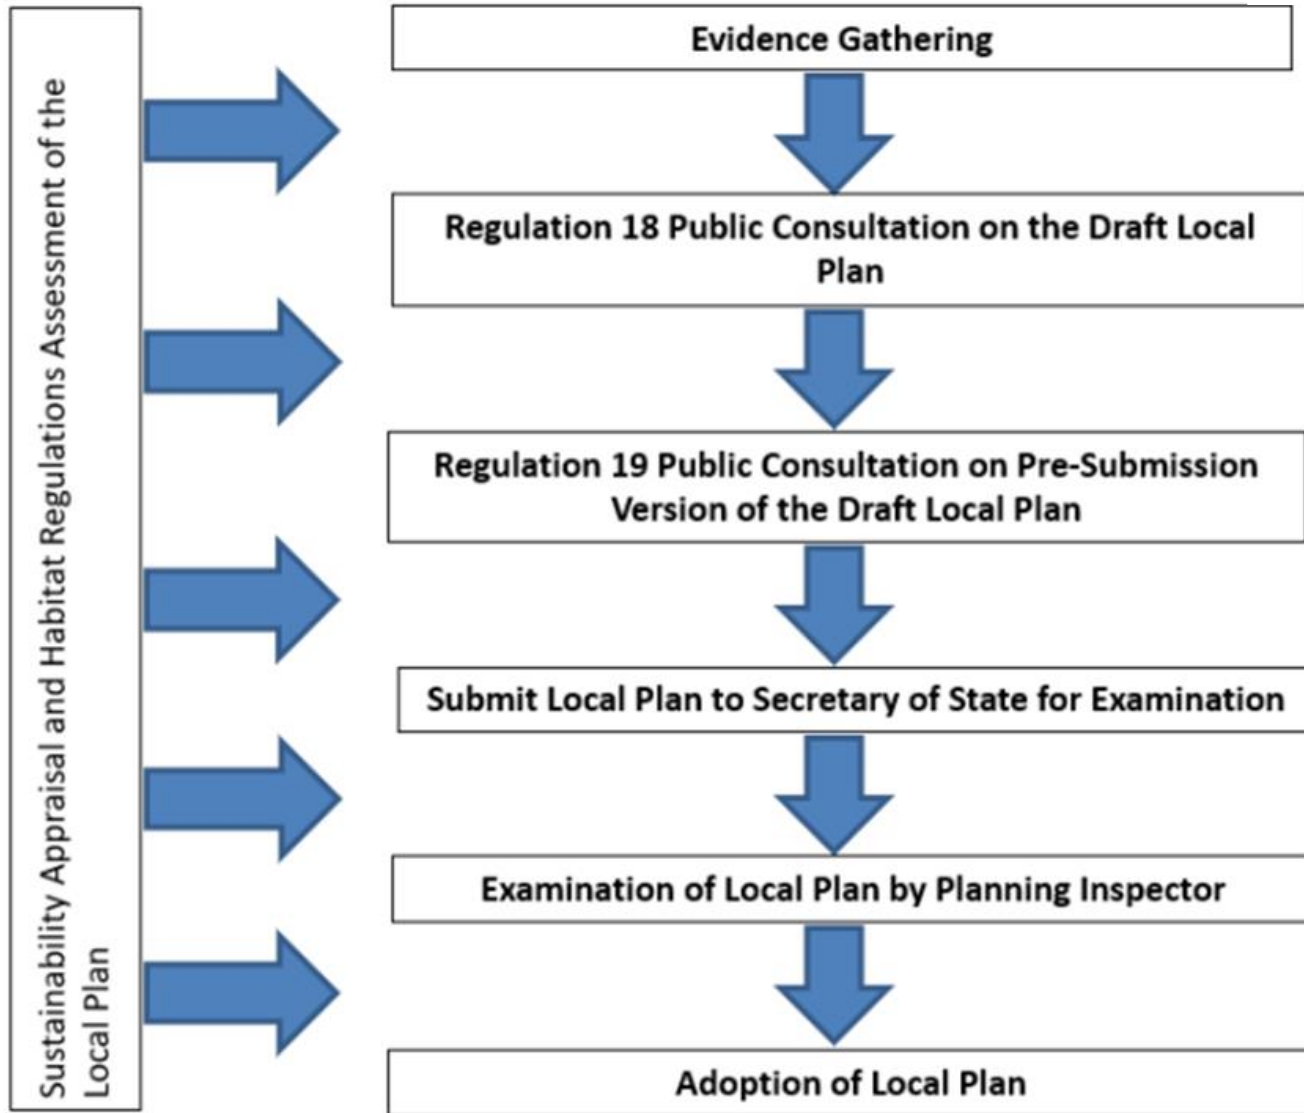 Sustainability Appraisal and Habitat Regulations Assessment of the
Local Plan
Evidence Gathering
Regulation 18 Public Consultation on the Draft Local
Plan
Regulation 19 Public Consultation on Pre-Submission
Version of the Draft Local Plan
Submit Local Plan to Secretary of State for Examination
Examination of Local Plan by Planning Inspector
Adoption of Local Plan